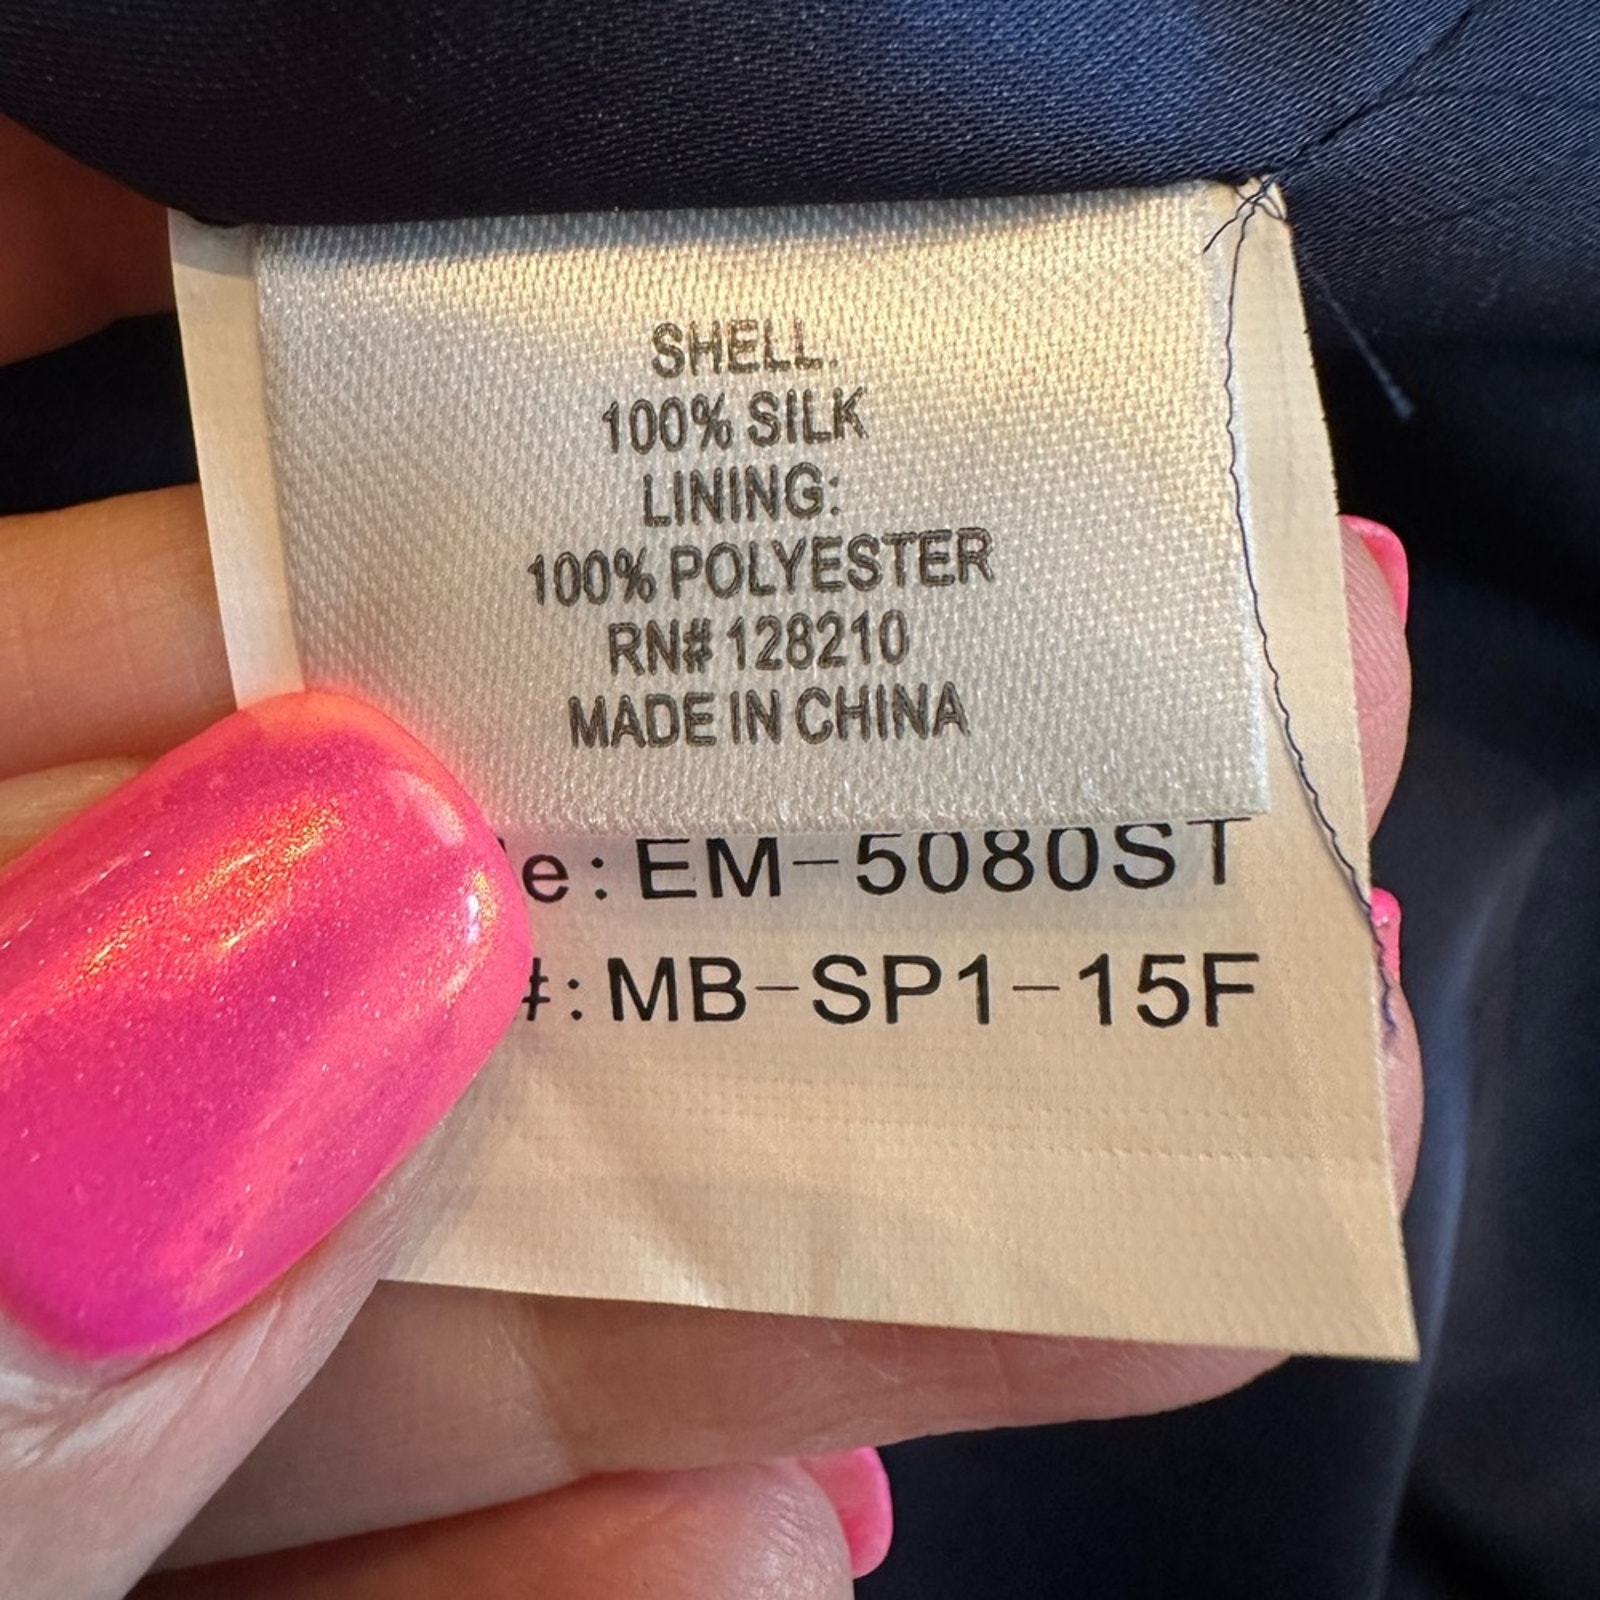 SHELL:
100% SILK
LINING:
100% POLYESTER
RN# 128210
MADE IN CHINA
e: EM-5080ST
#: MB-SP1-15F